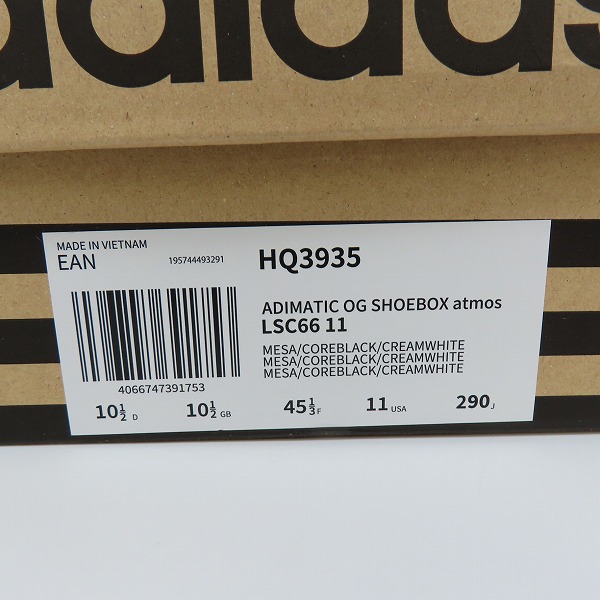 adidas
MADE IN VIETNAM
EAN 195744493291
HQ3935
ADIMATIC OG SHOEBOX atmos
LSC66 11
MESA/COREBLACK/CREAMWHITE
MESA/COREBLACK/CREAMWHITE
MESA/COREBLACK/CREAMWHITE
4066747391753
10½ D 10½ GB 45⅓ F 11 USA 290 J